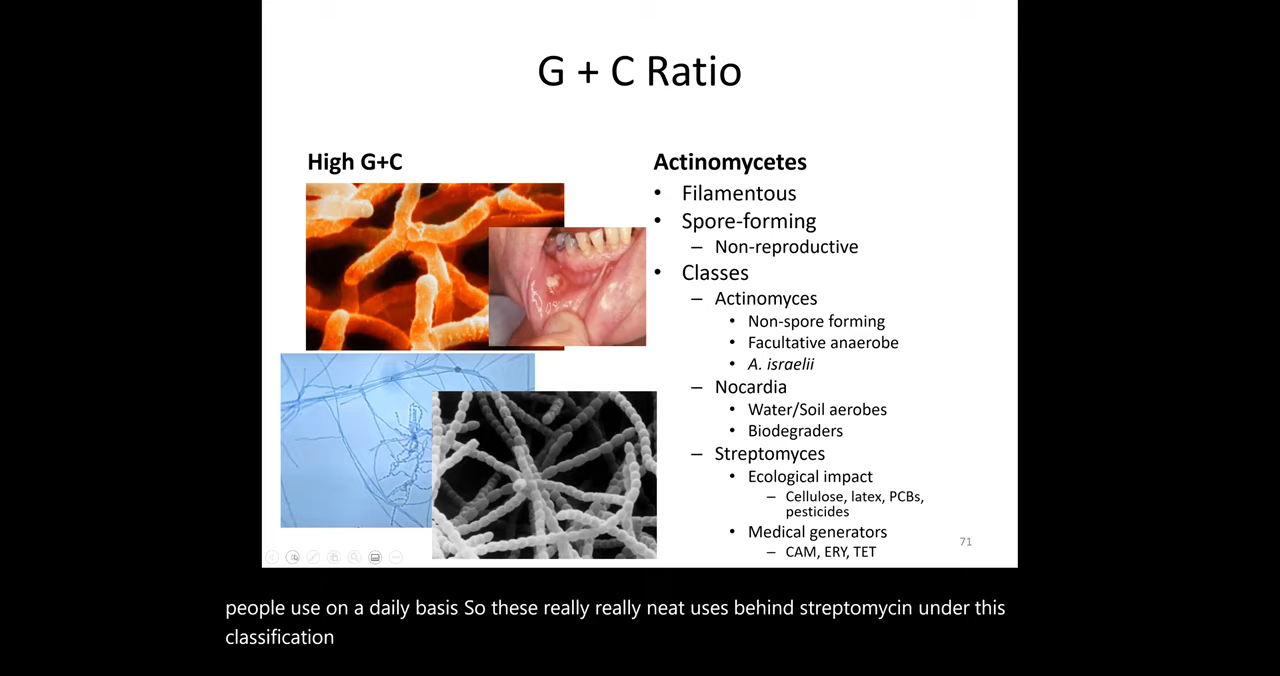 G + C Ratio
High G+C
Actinomycetes
• Filamentous
• Spore-forming
– Non-reproductive
• Classes
– Actinomyces
• Non-spore forming
• Facultative anaerobe
• A. israelii
– Nocardia
• Water/Soil aerobes
• Biodegraders
– Streptomyces
• Ecological impact
– Cellulose, latex, PCBs,
pesticides
• Medical generators
– CAM, ERY, TET
71
people use on a daily basis So these really really neat uses behind streptomycin under this
classification